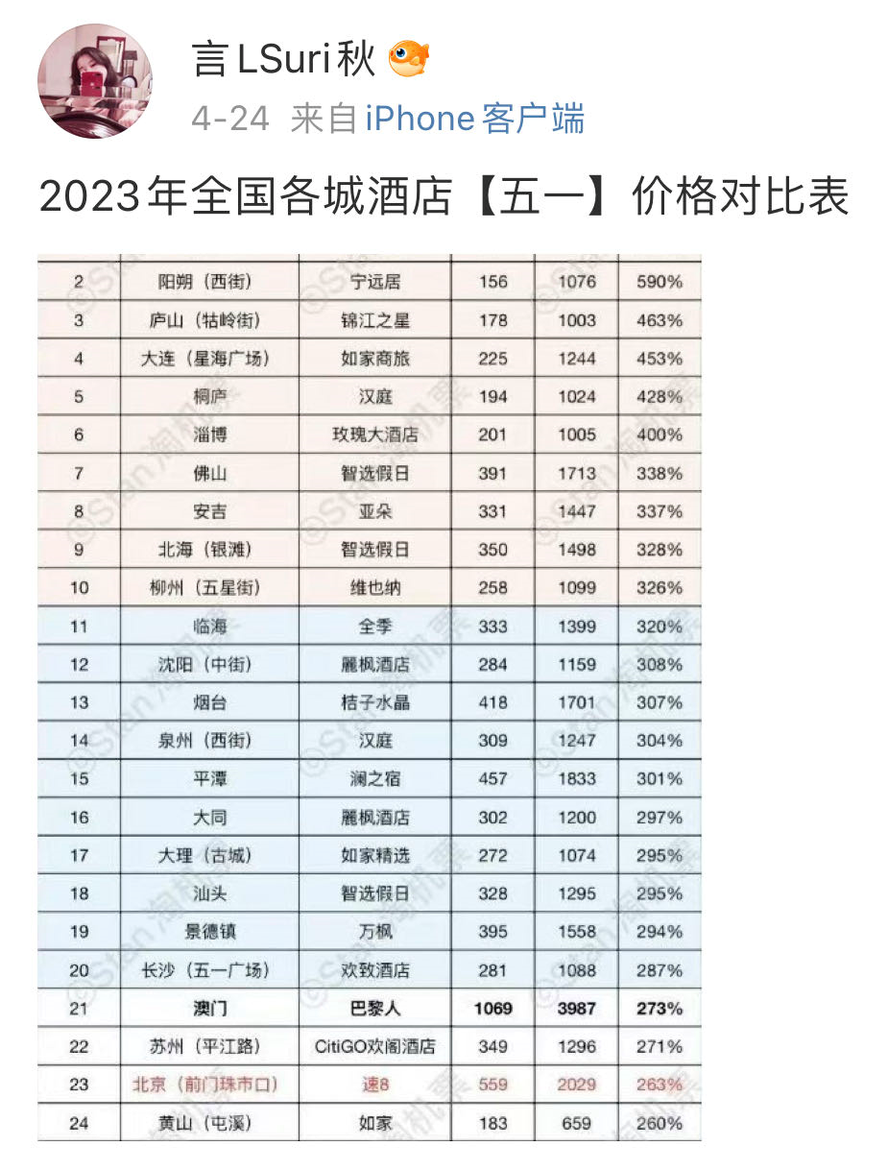 言LSuri秋
4-24 来自 iPhone客户端
2023年全国各城酒店【五一】价格对比表
2 阳朔（西街） 宁远居 156 1076 590%
3 庐山（牯岭街） 锦江之星 178 1003 463%
4 大连（星海广场） 如家商旅 225 1244 453%
5 桐庐 汉庭 194 1024 428%
6 淄博 玫瑰大酒店 201 1005 400%
7 佛山 智选假日 391 1713 338%
8 安吉 亚朵 331 1447 337%
9 北海（银滩） 智选假日 350 1498 328%
10 柳州（五星街） 维也纳 258 1099 326%
11 临海 全季 333 1399 320%
12 沈阳（中街） 麗枫酒店 284 1159 308%
13 烟台 桔子水晶 418 1701 307%
14 泉州（西街） 汉庭 309 1247 304%
15 平潭 澜之宿 457 1833 301%
16 大同 麗枫酒店 302 1200 297%
17 大理（古城） 如家精选 272 1074 295%
18 汕头 智选假日 328 1295 295%
19 景德镇 万枫 395 1558 294%
20 长沙（五一广场） 欢致酒店 281 1088 287%
21 澳门 巴黎人 1069 3987 273%
22 苏州（平江路） CitiGO欢阁酒店 349 1296 271%
23 北京（前门珠市口） 速8 559 2029 263%
24 黄山（屯溪） 如家 183 659 260%
©Stan 淘机票